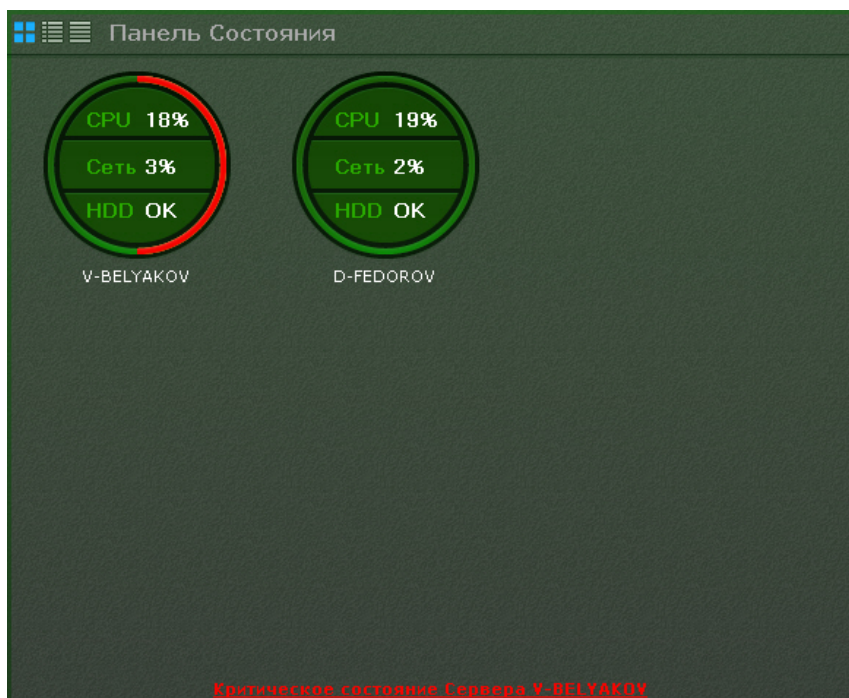 Панель Состояния
CPU 18%
Сеть 3%
HDD OK
V-BELYAKOV
CPU 19%
Сеть 2%
HDD OK
D-FEDOROV
Критическое состояние Сервера V-BELYAKOV